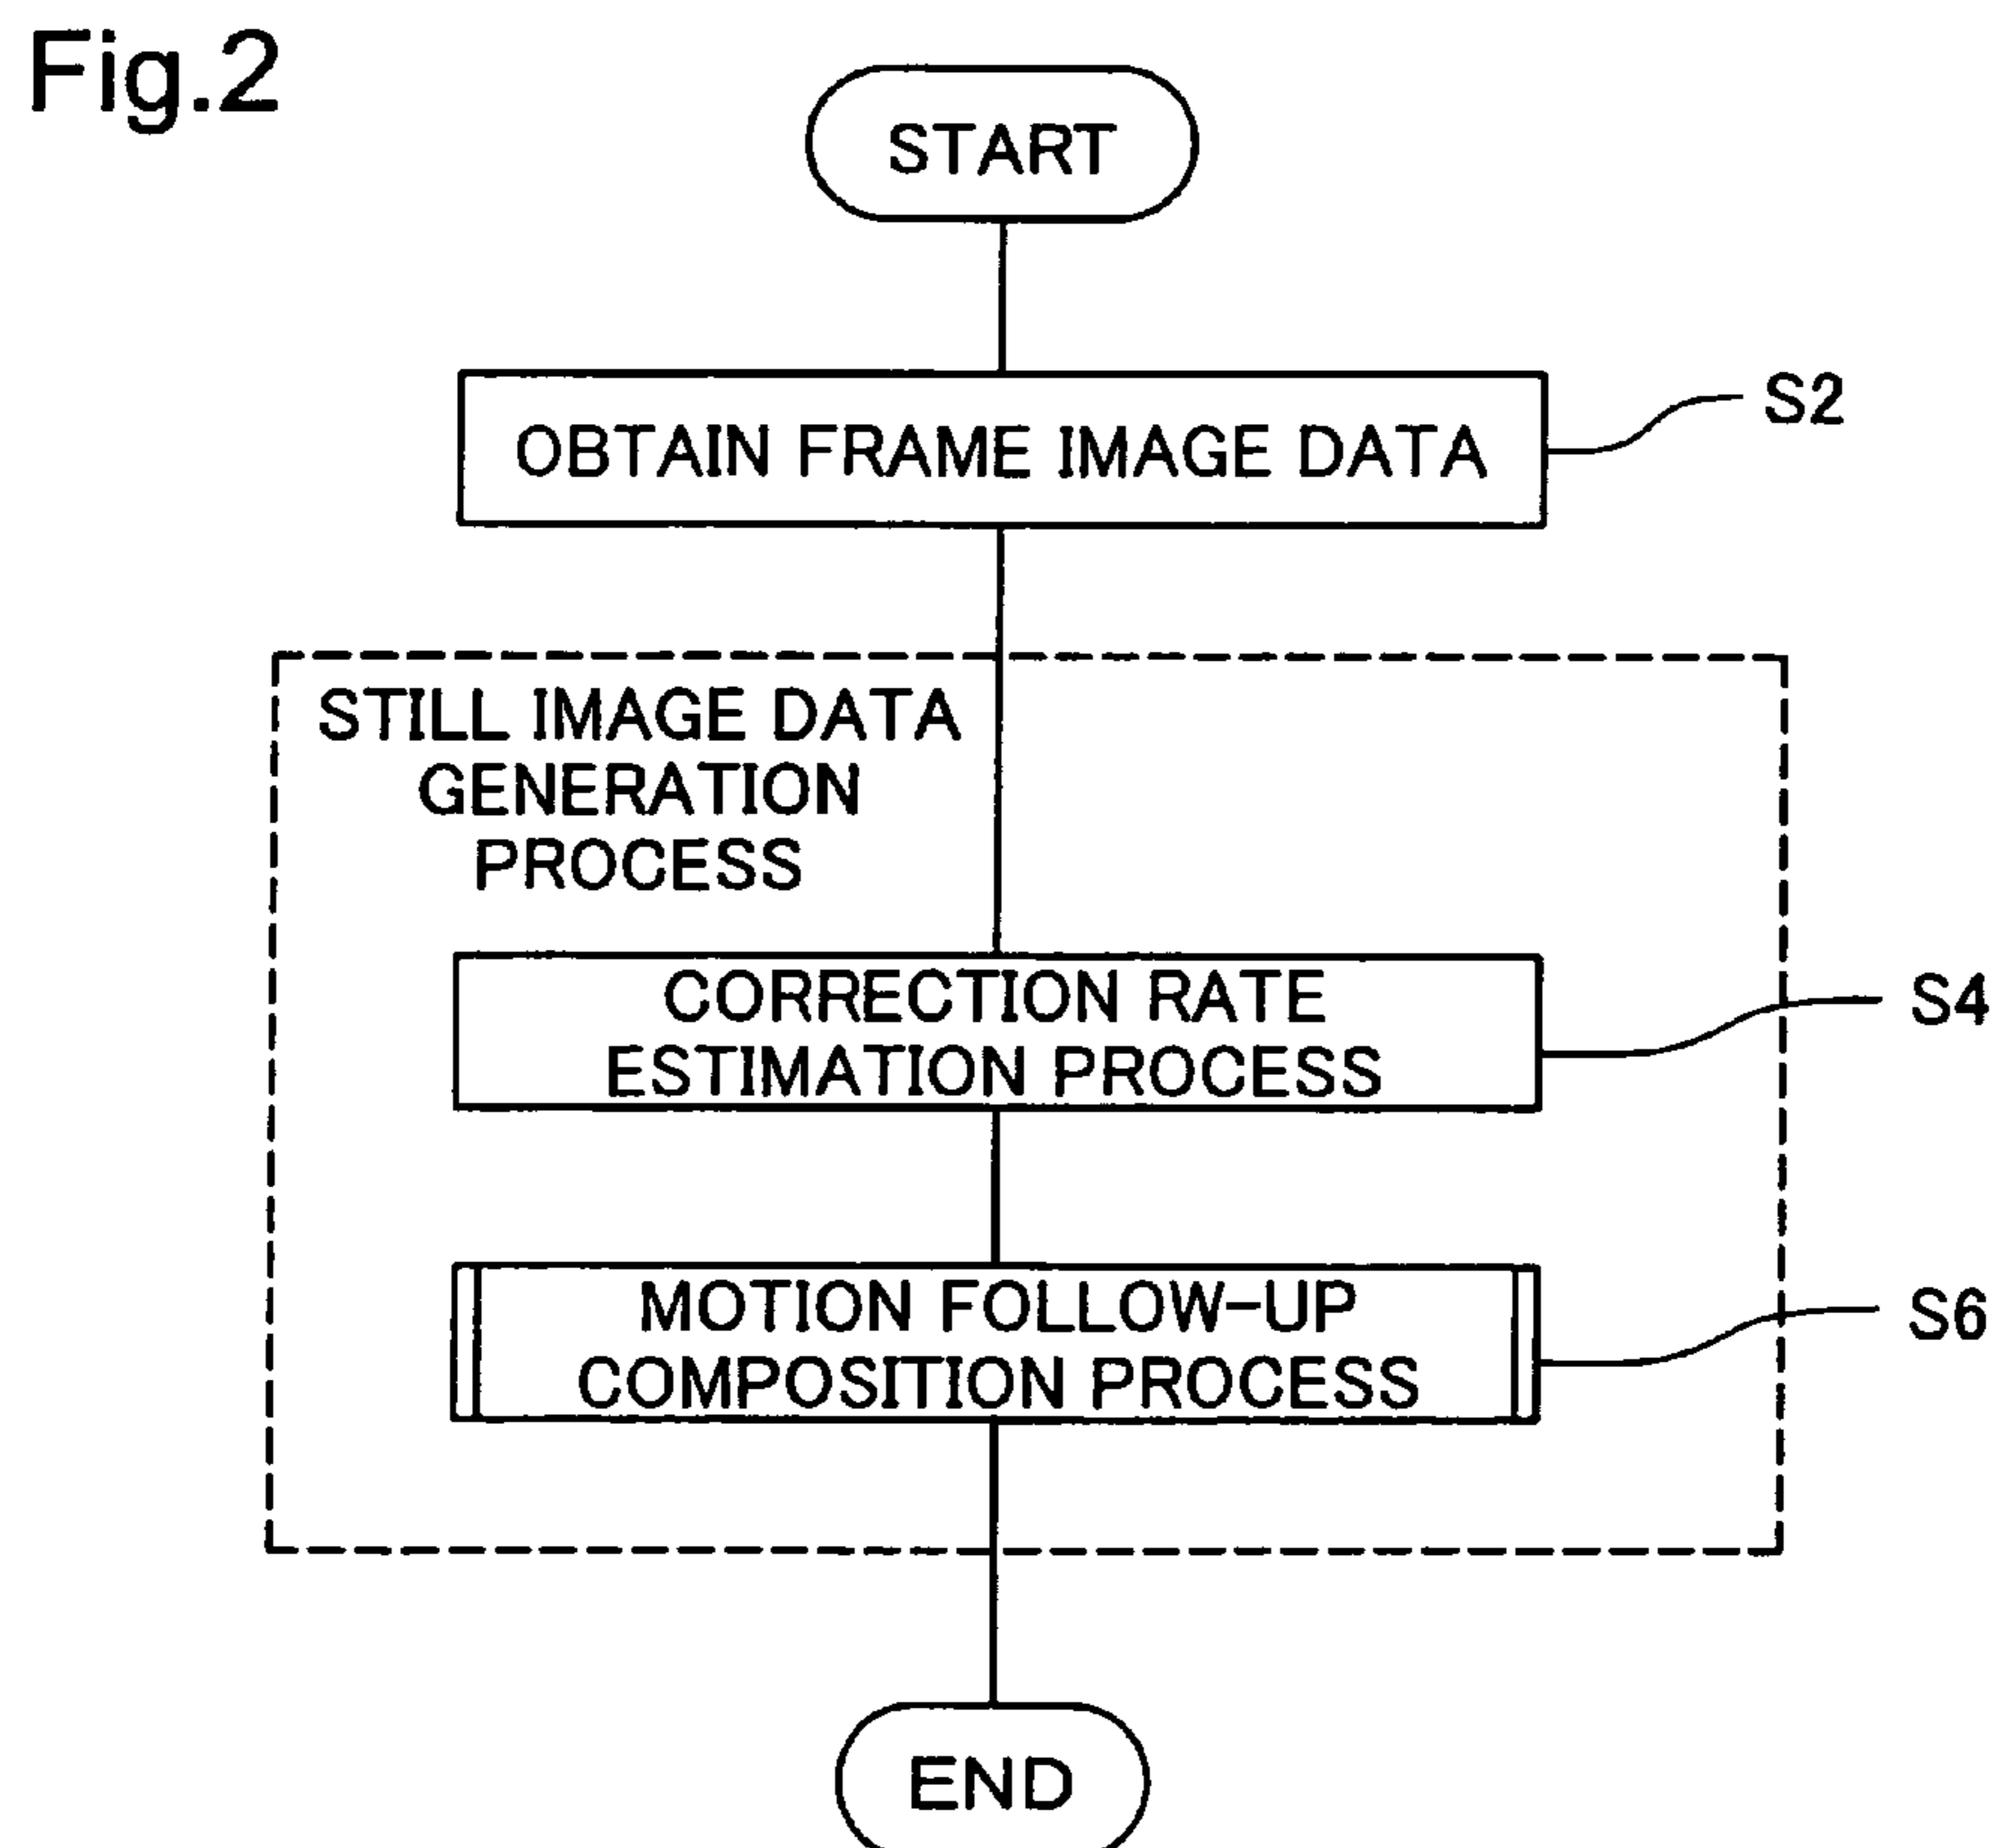 Fig.2
START
OBTAIN FRAME IMAGE DATA
S2
STILL IMAGE DATA
GENERATION
PROCESS
CORRECTION RATE
ESTIMATION PROCESS
S4
MOTION FOLLOW-UP
COMPOSITION PROCESS
S6
END